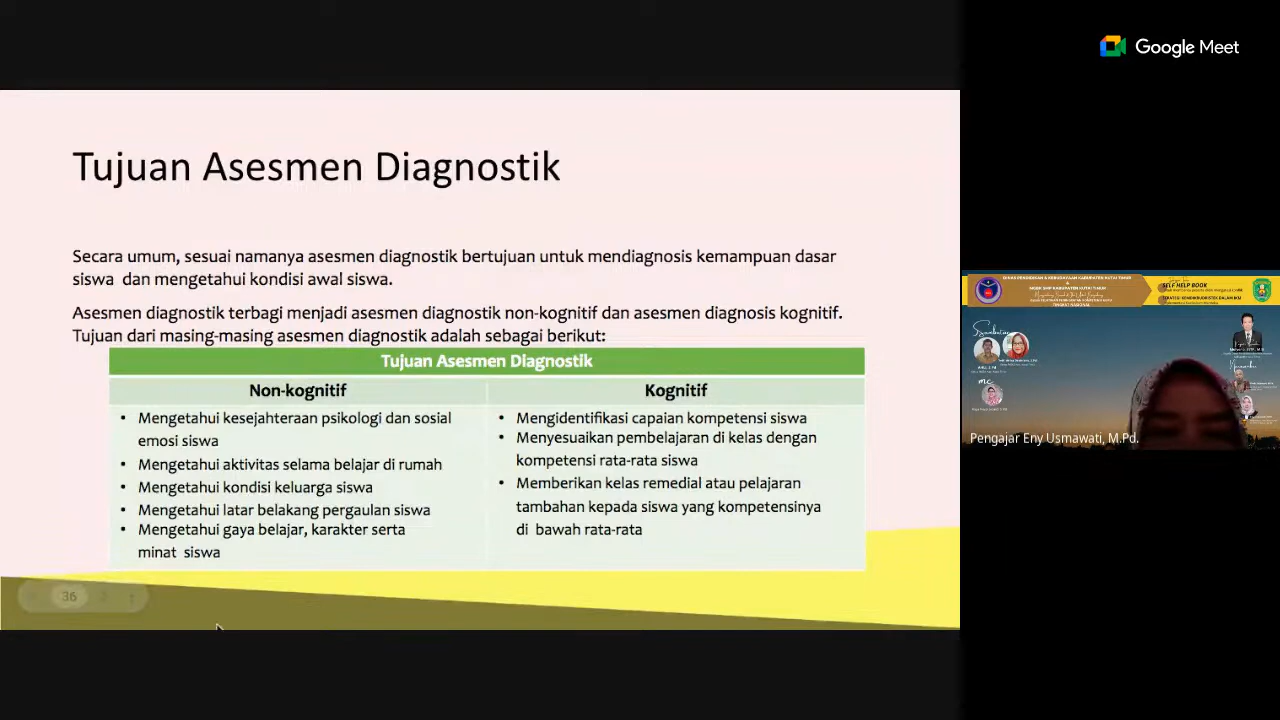 Google Meet
Tujuan Asesmen Diagnostik
Secara umum, sesuai namanya asesmen diagnostik bertujuan untuk mendiagnosis kemampuan dasar
siswa dan mengetahui kondisi awal siswa.
Asesmen diagnostik terbagi menjadi asesmen diagnostik non-kognitif dan asesmen diagnosis kognitif.
Tujuan dari masing-masing asesmen diagnostik adalah sebagai berikut:
Tujuan Asesmen Diagnostik
Non-kognitif
• Mengetahui kesejahteraan psikologi dan sosial
emosi siswa
• Mengetahui aktivitas selama belajar di rumah
• Mengetahui kondisi keluarga siswa
• Mengetahui latar belakang pergaulan siswa
• Mengetahui gaya belajar, karakter serta
minat siswa
Kognitif
• Mengidentifikasi capaian kompetensi siswa
• Menyesuaikan pembelajaran di kelas dengan
kompetensi rata-rata siswa
• Memberikan kelas remedial atau pelajaran
tambahan kepada siswa yang kompetensinya
di bawah rata-rata
36
SELF HELP BOOK
Sambutan
mc
Pengajar Eny Usmawati, M.Pd.